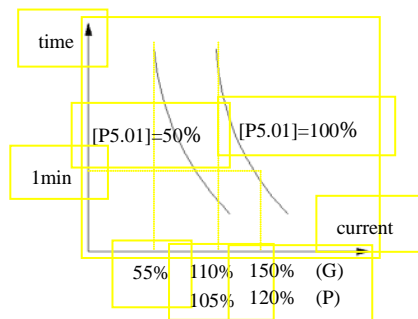 time
[P5.01]=50% [P5.01]=100%
1min
current
55% 110% 150% (G)
105% 120% (P)